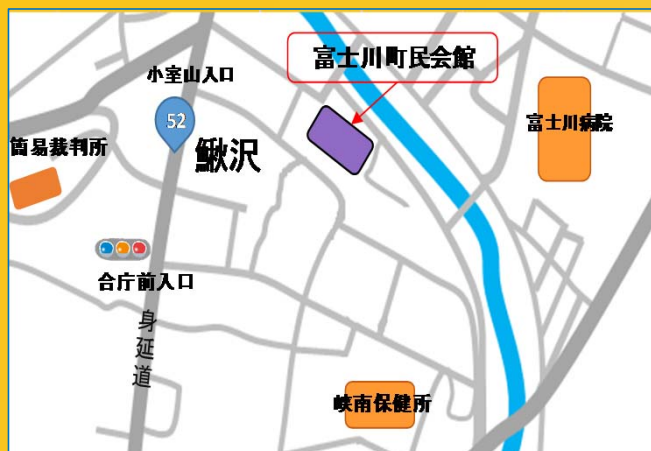 富士川町民会館
小室山入口
52
富士川病院
簡易裁判所
鰍沢
合庁前入口
身延道
峡南保健所